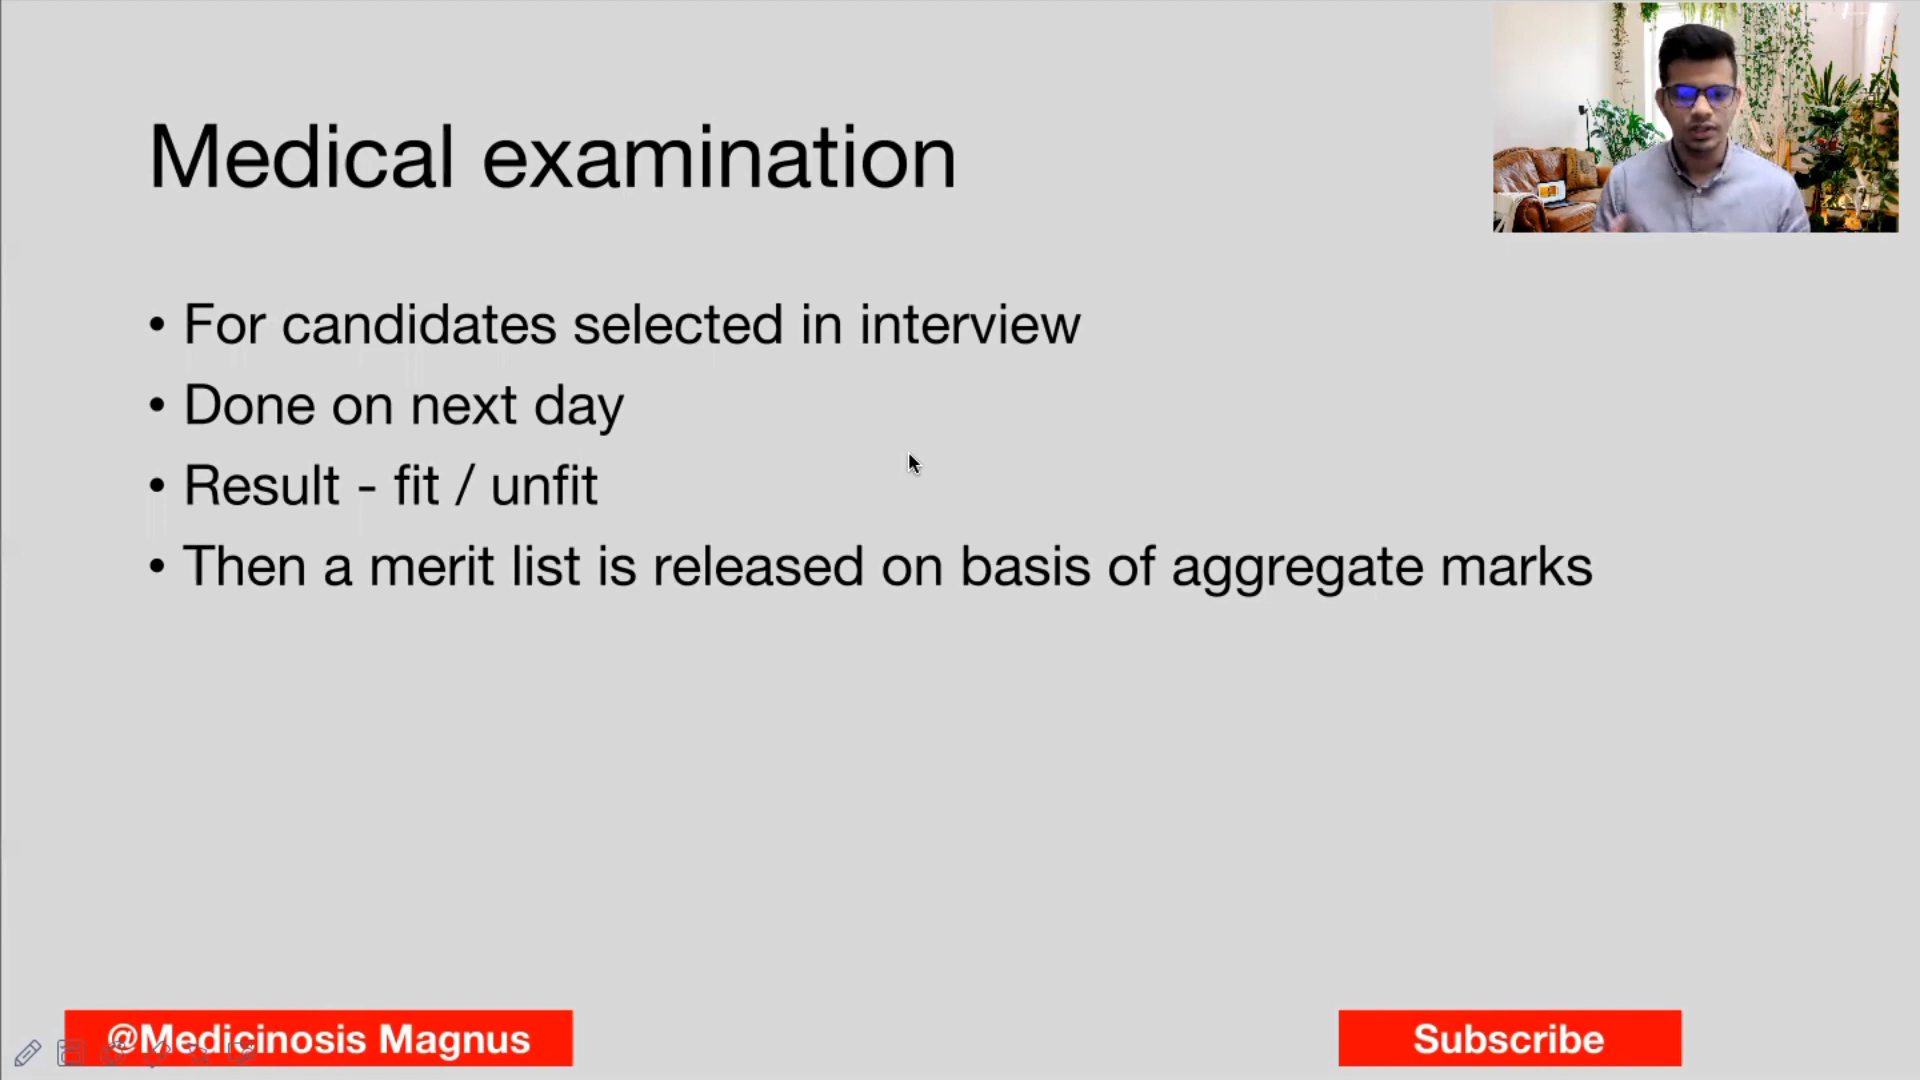 Medical examination
• For candidates selected in interview
• Done on next day
• Result - fit / unfit
• Then a merit list is released on basis of aggregate marks
@Medicinosis Magnus
Subscribe